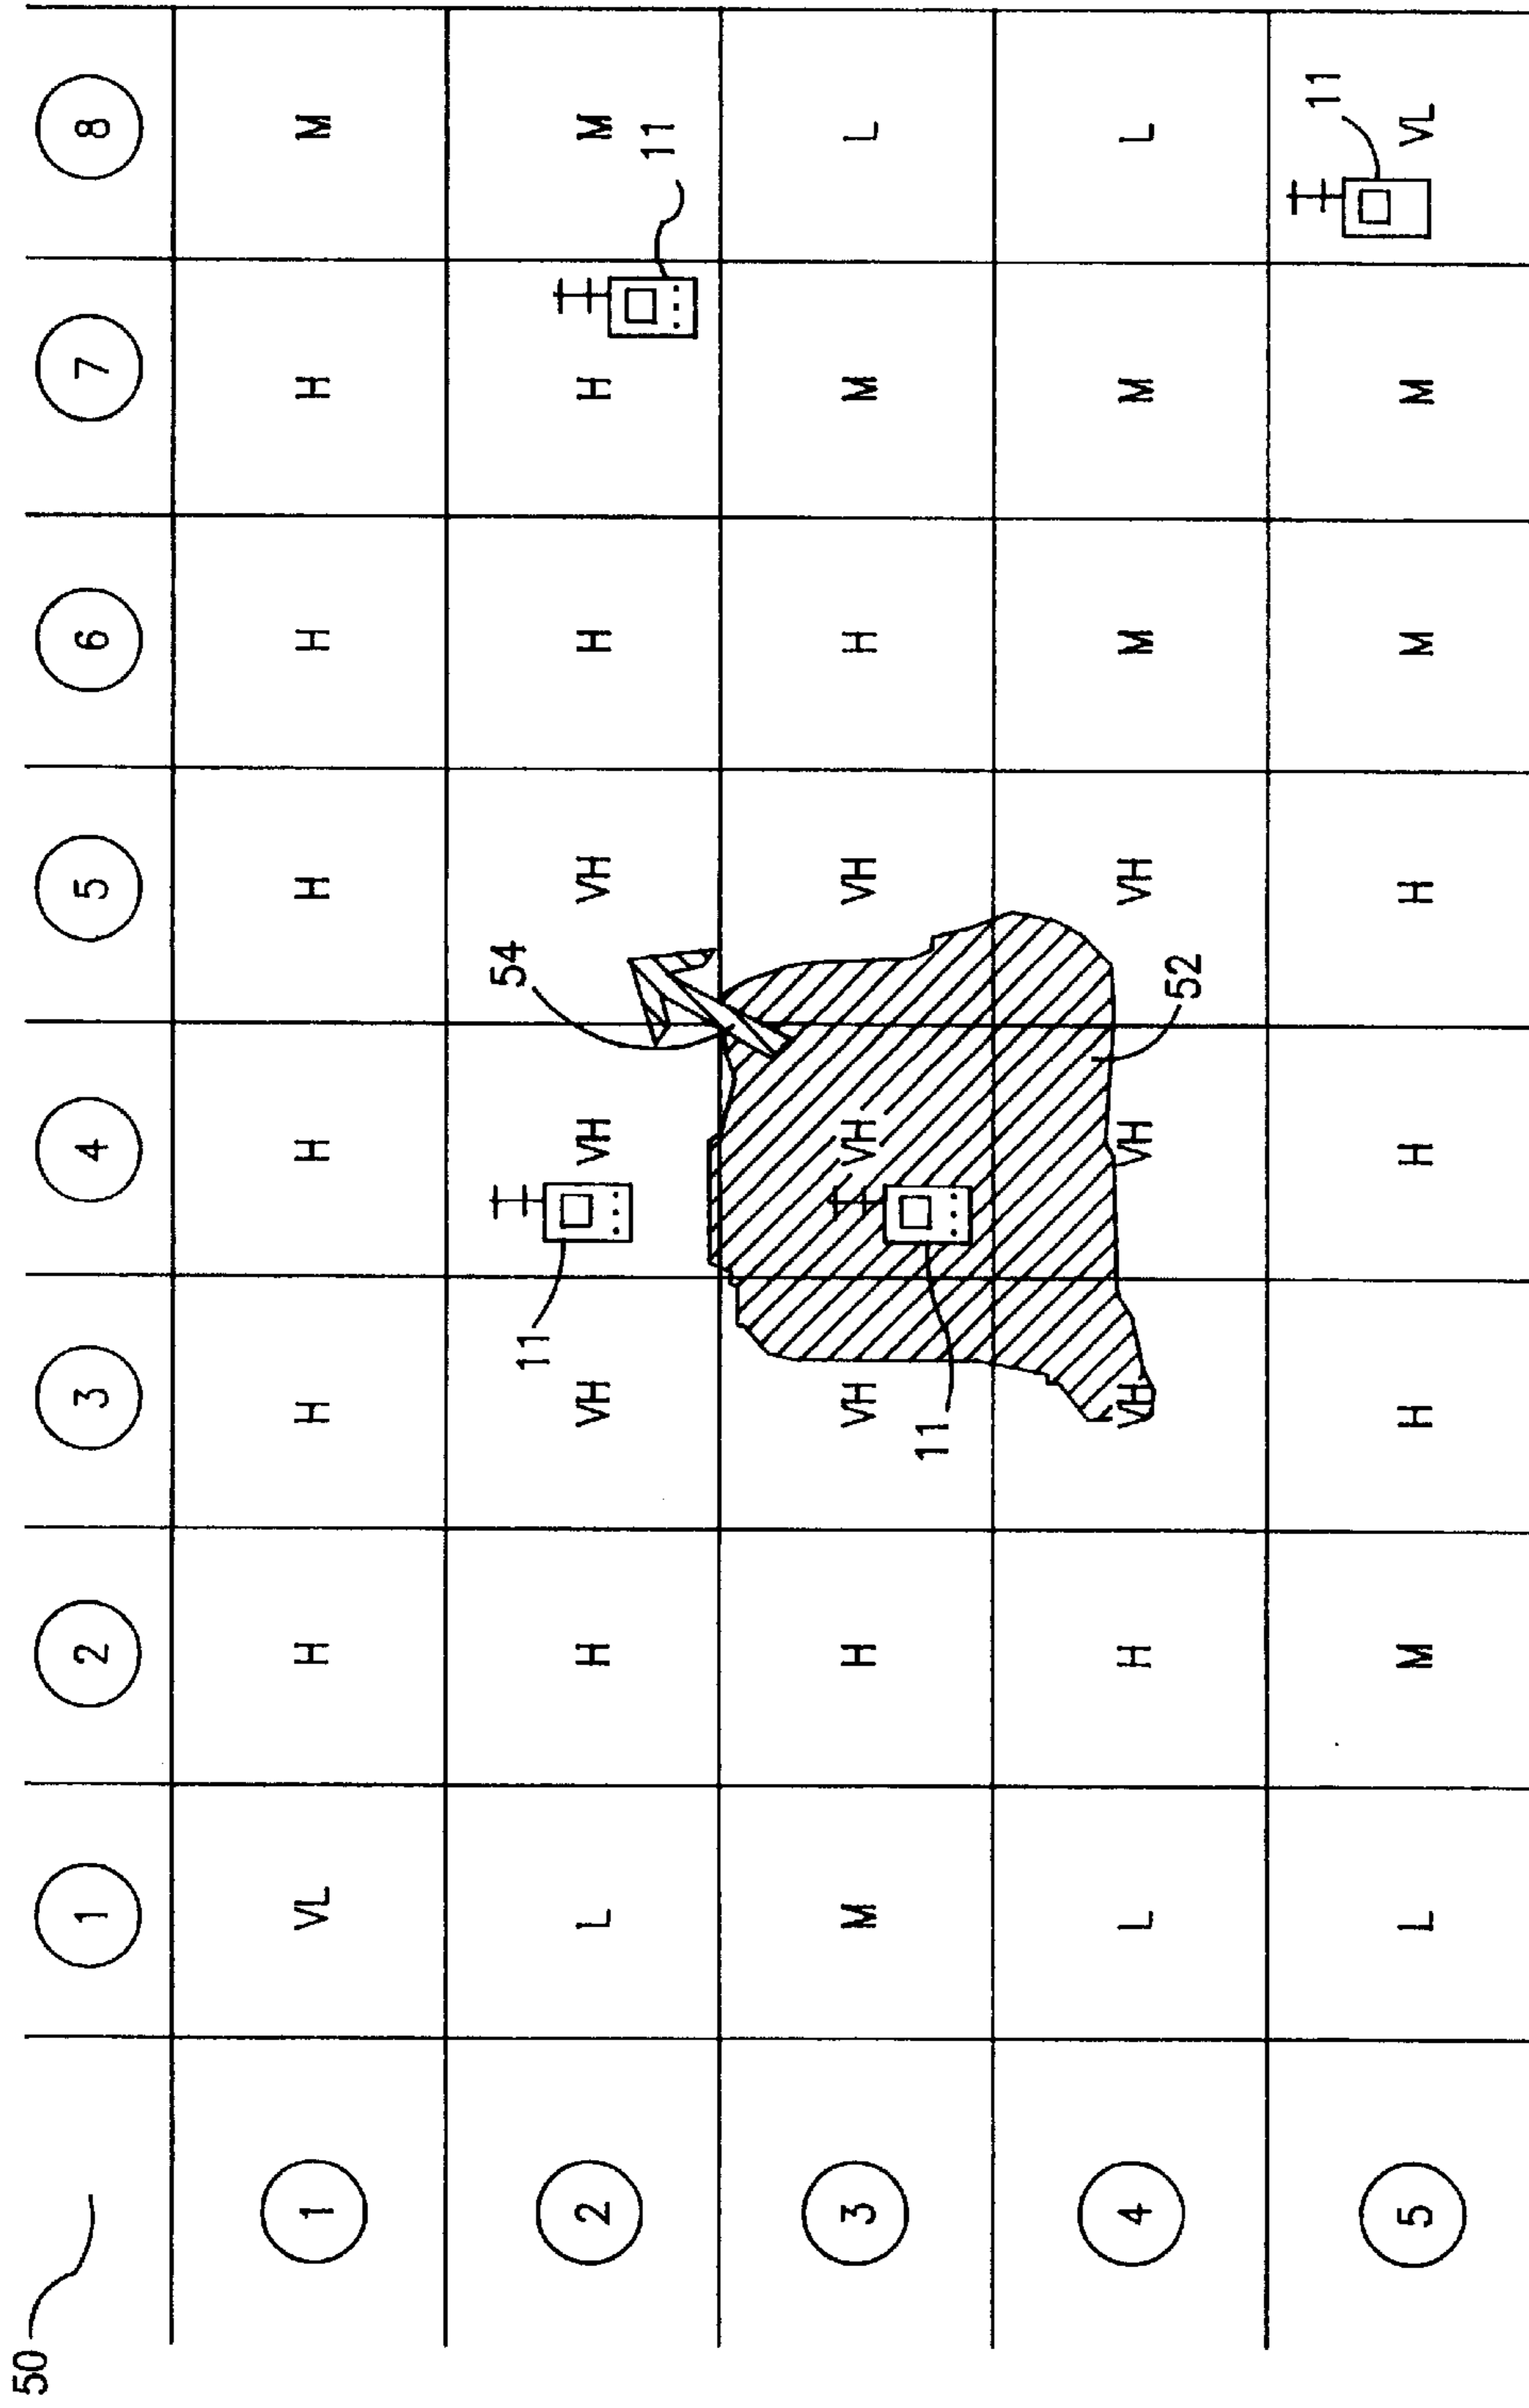 50
1 2 3 4 5 6 7 8
1 VL H H H H H H M
54
2 L H VH VH VH H H M
11 11
3 M H VH VH VH H M L
11
4 L H VH VH VH M M L
52
11
5 L M H H H M M VL